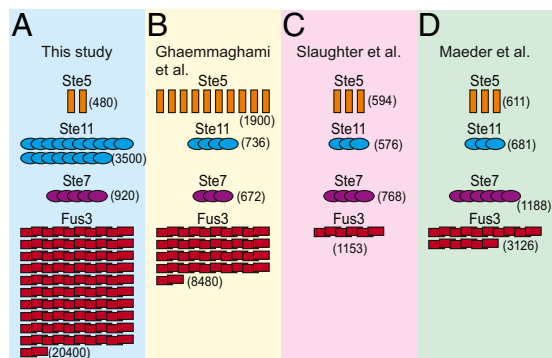 A
This study
Ste5
(480)
Ste11
(3500)
Ste7
(920)
Fus3
(20400)
B
Ghaemmaghami
et al.
Ste5
(1900)
Ste11
(736)
Ste7
(672)
Fus3
(8480)
C
Slaughter et al.
Ste5
(594)
Ste11
(576)
Ste7
(768)
Fus3
(1153)
D
Maeder et al.
Ste5
(611)
Ste11
(681)
Ste7
(1188)
Fus3
(3126)